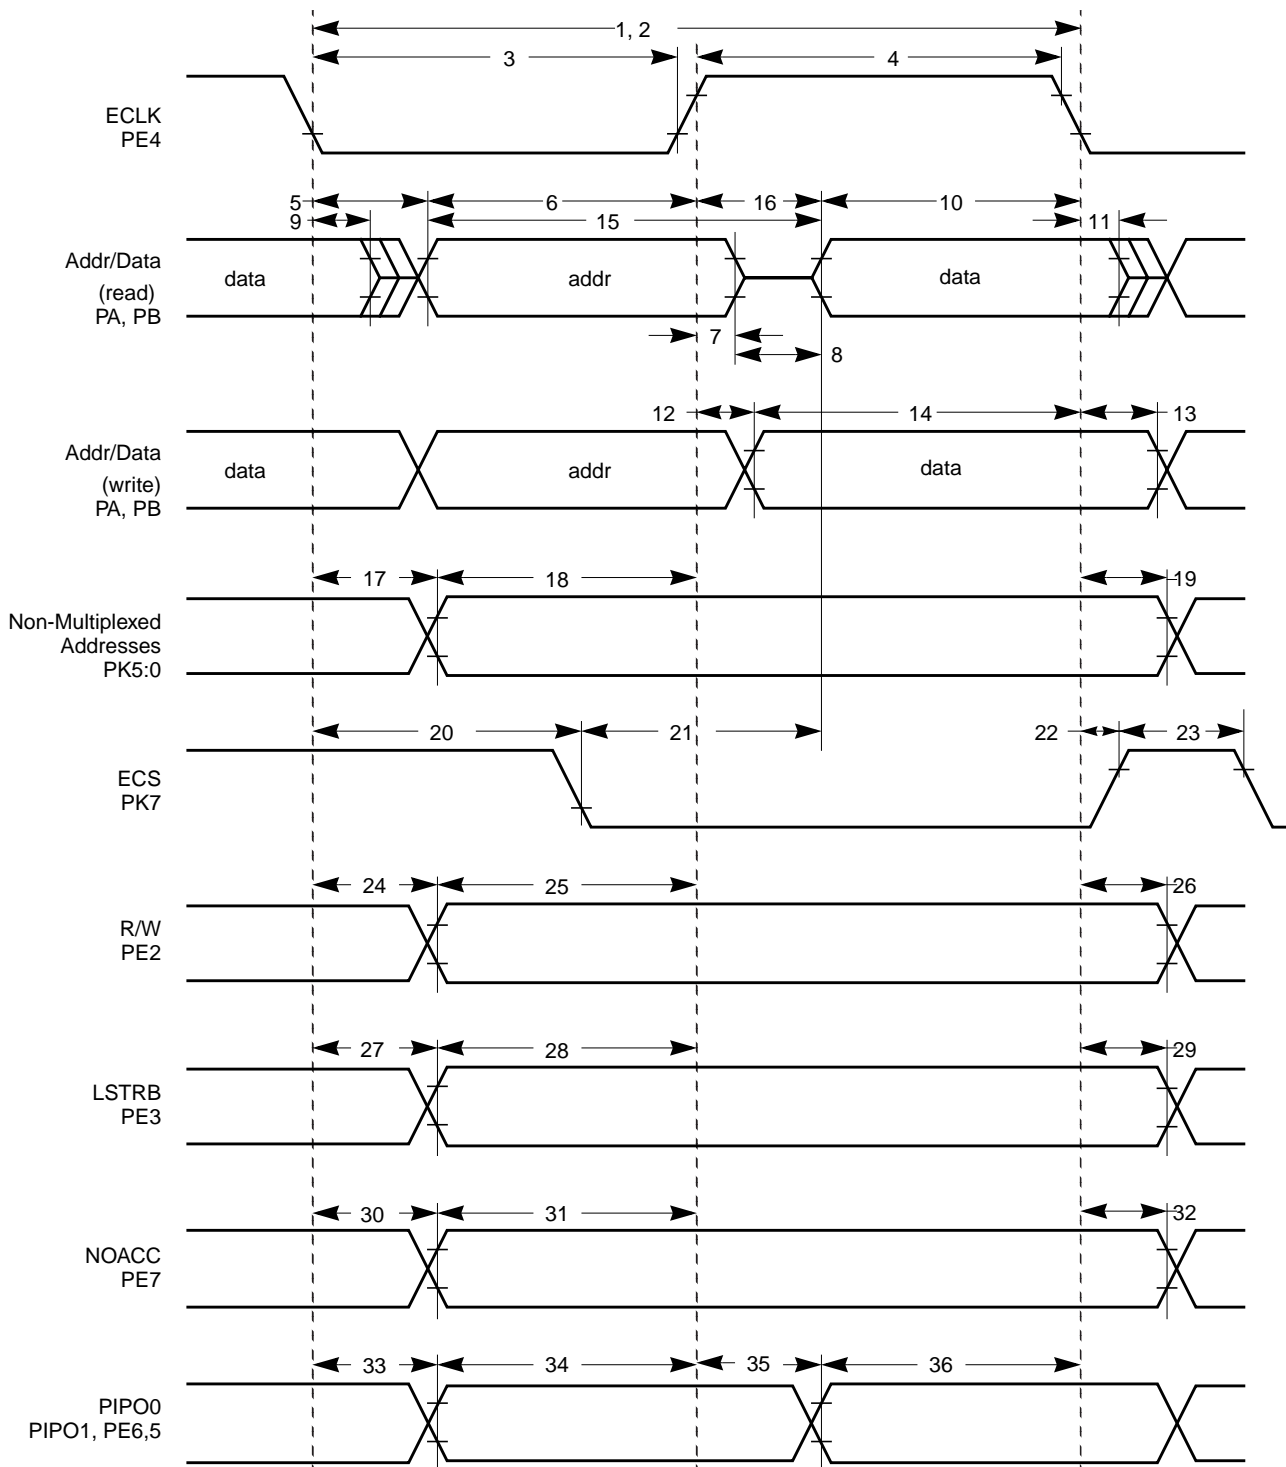 1, 2
3
4
ECLK
PE4
5
6
16
10
9
15
11
Addr/Data
(read)
PA, PB
data
addr
data
7
8
12
14
13
Addr/Data
(write)
PA, PB
data
addr
data
17
18
19
Non-Multiplexed
Addresses
PK5:0
20
21
22
23
ECS
PK7
24
25
26
R/W
PE2
27
28
29
LSTRB
PE3
30
31
32
NOACC
PE7
33
34
35
36
PIPO0
PIPO1, PE6,5